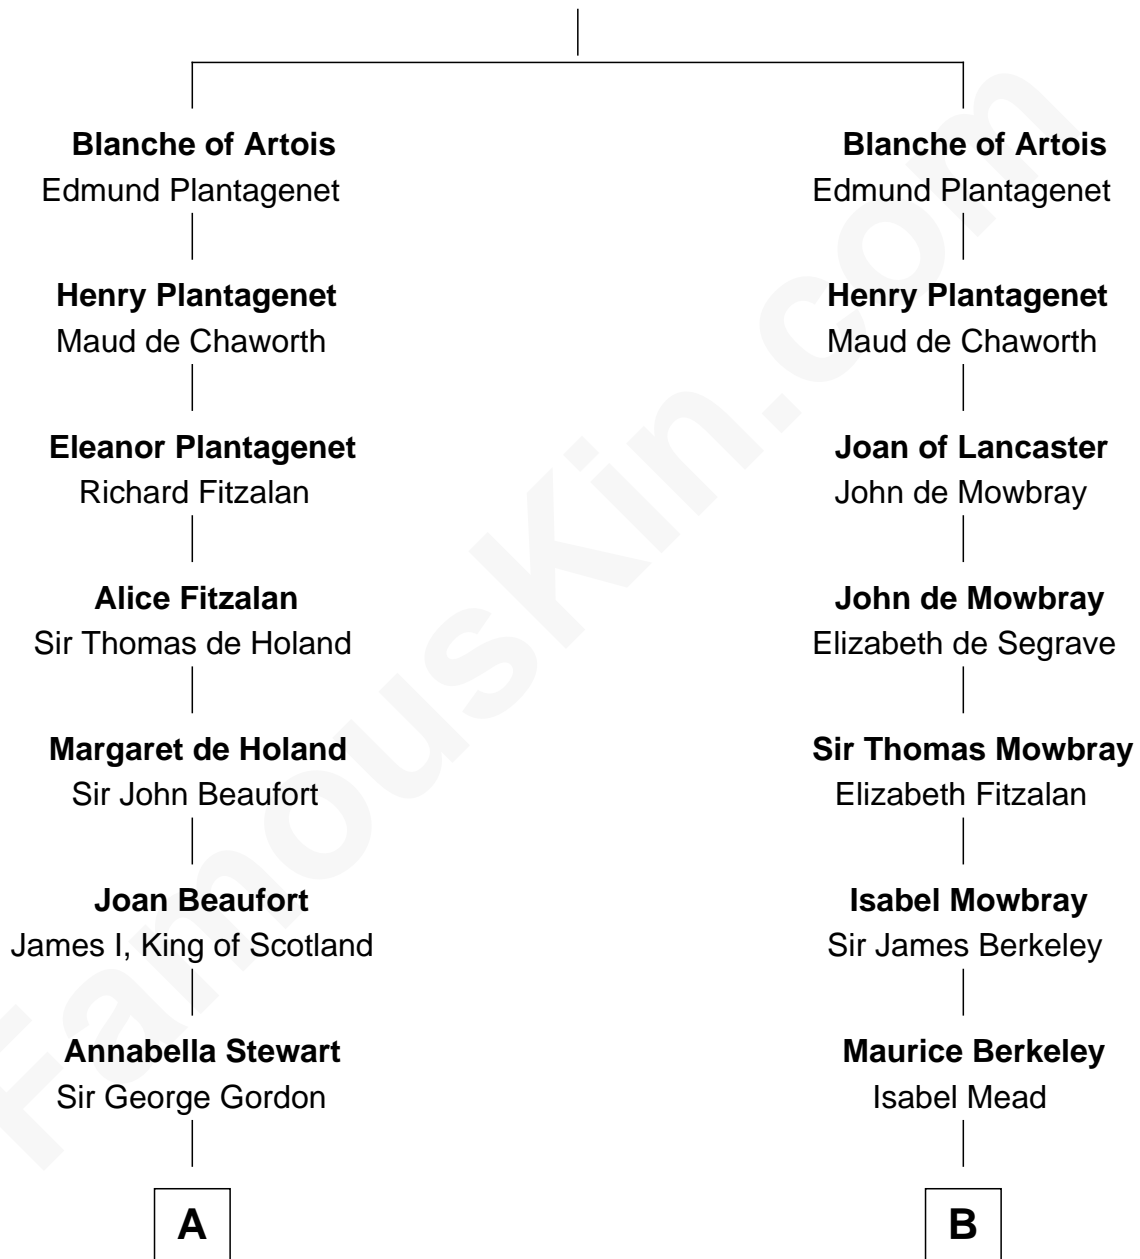 Blanche of Artois
Edmund Plantagenet
Henry Plantagenet
Maud de Chaworth
Eleanor Plantagenet
Richard Fitzalan
Alice Fitzalan
Sir Thomas de Holand
Margaret de Holand
Sir John Beaufort
Joan Beaufort
James I, King of Scotland
Annabella Stewart
Sir George Gordon
A
Blanche of Artois
Edmund Plantagenet
Henry Plantagenet
Maud de Chaworth
Joan of Lancaster
John de Mowbray
John de Mowbray
Elizabeth de Segrave
Sir Thomas Mowbray
Elizabeth Fitzalan
Isabel Mowbray
Sir James Berkeley
Maurice Berkeley
Isabel Mead
B
FamousKin.com